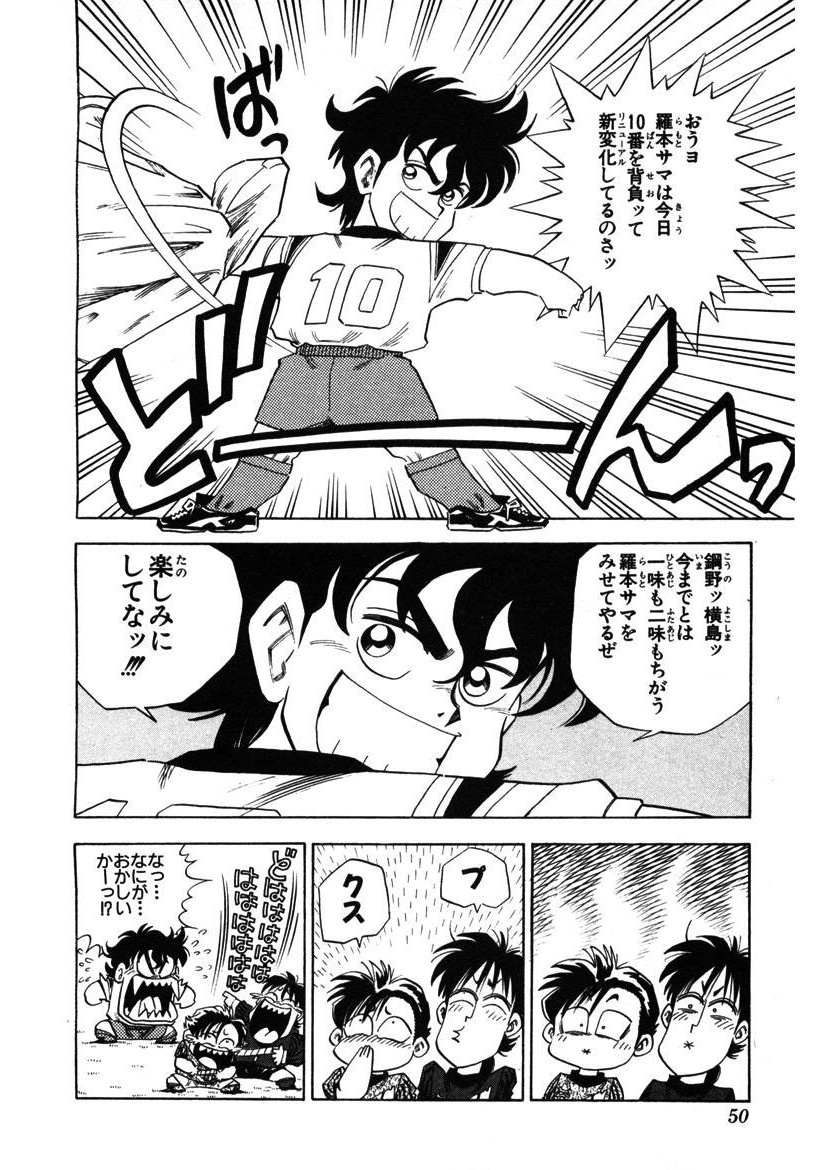 おうヨ
羅本サマは今日
10番を背負ッて
新変化してるのさッ
ばっ
10
ど
ーんっ
鋼野ッ横島ッ
今までとは
一味も二味もちがう
羅本サマを
みせてやるぜ
楽しみに
してなッ!!!
プ
クス
どはははは
はははははは
なっ…
なにが…
おかしい
かーっ!?
50